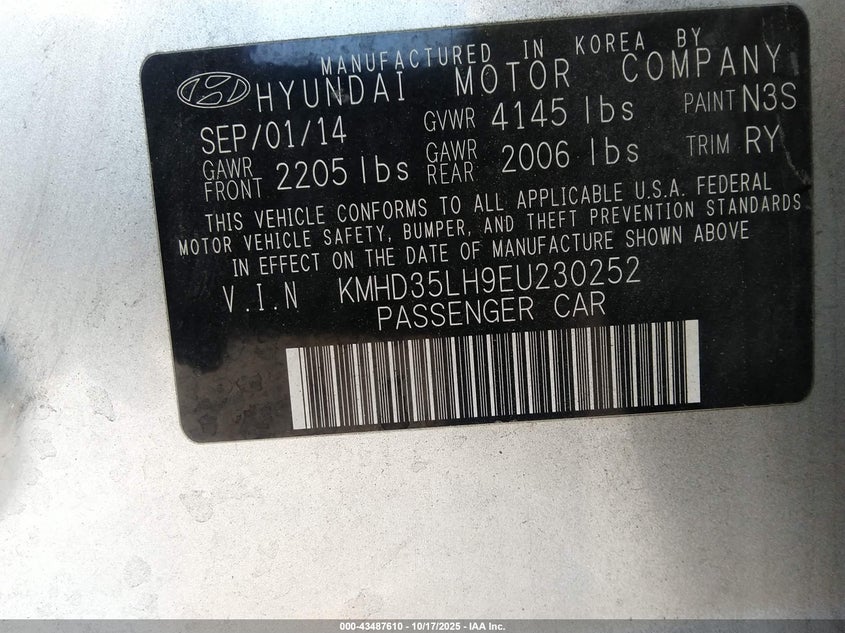 MANUFACTURED IN KOREA BY
HYUNDAI MOTOR COMPANY
SEP/01/14 GVWR 4145 lbs PAINT N3S
GAWR FRONT 2205 lbs GAWR REAR 2006 lbs TRIM RY
THIS VEHICLE CONFORMS TO ALL APPLICABLE U.S.A. FEDERAL
MOTOR VEHICLE SAFETY, BUMPER, AND THEFT PREVENTION STANDARDS
IN EFFECT ON THE DATE OF MANUFACTURE SHOWN ABOVE
V.I.N KMHD35LH9EU230252
PASSENGER CAR
000-43487610 - 10/17/2025 - IAA Inc.